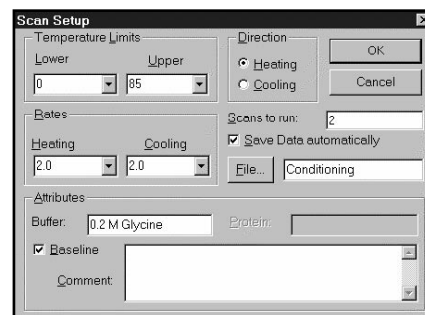 Scan Setup
Temperature Limits
Lower Upper
0 85
Direction
Heating
Cooling
OK
Cancel
Rates
Heating Cooling
2.0 2.0
Scans to run: 2
Save Data automatically
File... Conditioning
Attributes
Buffer: 0.2 M Glycine Protein:
Baseline
Comment: